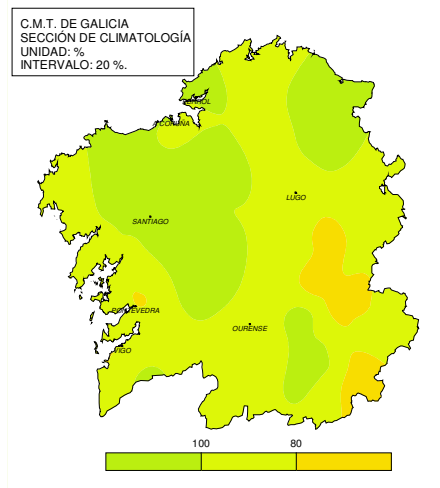 C.M.T. DE GALICIA
SECCIÓN DE CLIMATOLOGÍA
UNIDAD: %
INTERVALO: 20 %.
FERROL
A CORUÑA
LUGO
SANTIAGO
PONTEVEDRA
OURENSE
VIGO
100 80